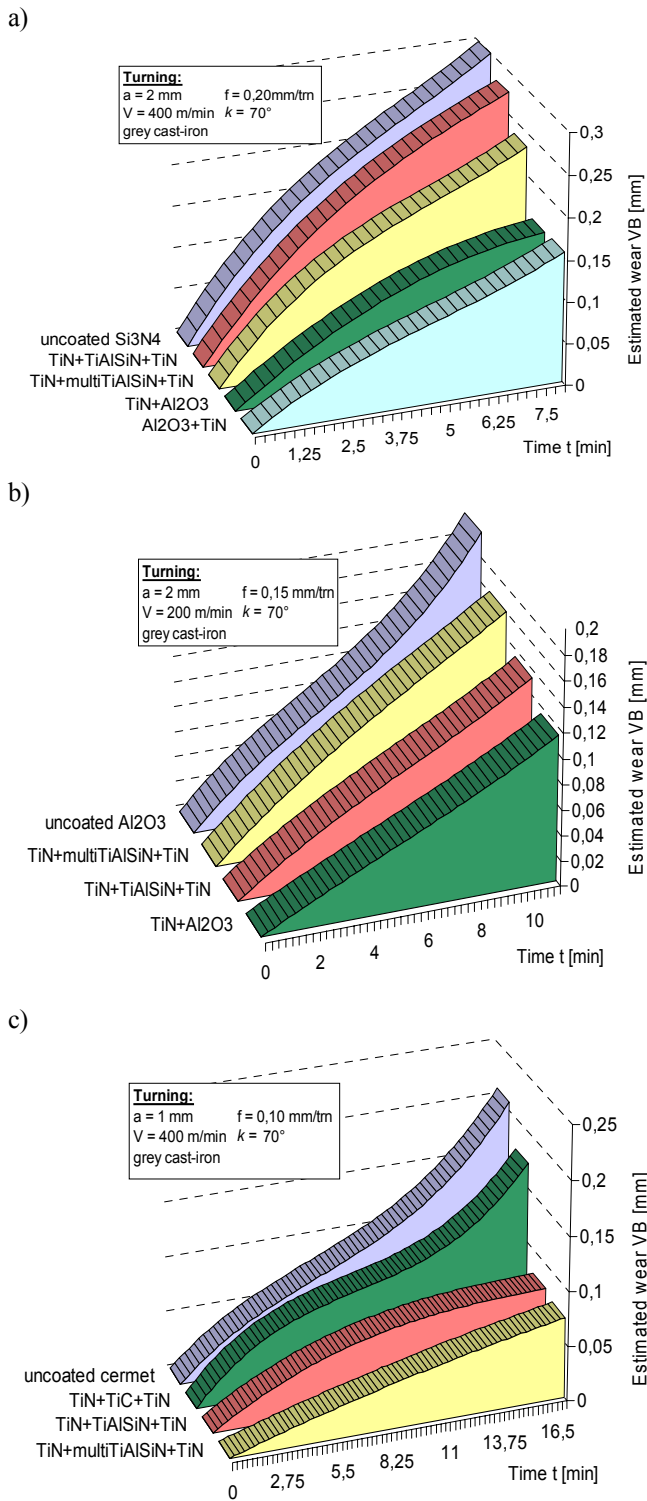 a)
Turning:
a = 2 mm f = 0,20mm/trn
V = 400 m/min k = 70°
grey cast-iron
0,3
0,25
0,2
0,15
0,1
0,05
0
Estimated wear VB [mm]
uncoated Si3N4
TiN+TiAlSiN+TiN
TiN+multiTiAlSiN+TiN
TiN+Al2O3
Al2O3+TiN
0 1,25 2,5 3,75 5 6,25 7,5
Time t [min]
b)
Turning:
a = 2 mm f = 0,15 mm/trn
V = 200 m/min k = 70°
grey cast-iron
0,2
0,18
0,16
0,14
0,12
0,1
0,08
0,06
0,04
0,02
0
Estimated wear VB [mm]
uncoated Al2O3
TiN+multiTiAlSiN+TiN
TiN+TiAlSiN+TiN
TiN+Al2O3
0 2 4 6 8 10
Time t [min]
c)
Turning:
a = 1 mm f = 0,10 mm/trn
V = 400 m/min k = 70°
grey cast-iron
0,25
0,2
0,15
0,1
0,05
0
Estimated wear VB [mm]
uncoated cermet
TiN+TiC+TiN
TiN+TiAlSiN+TiN
TiN+multiTiAlSiN+TiN
0 2,75 5,5 8,25 11 13,75 16,5
Time t [min]